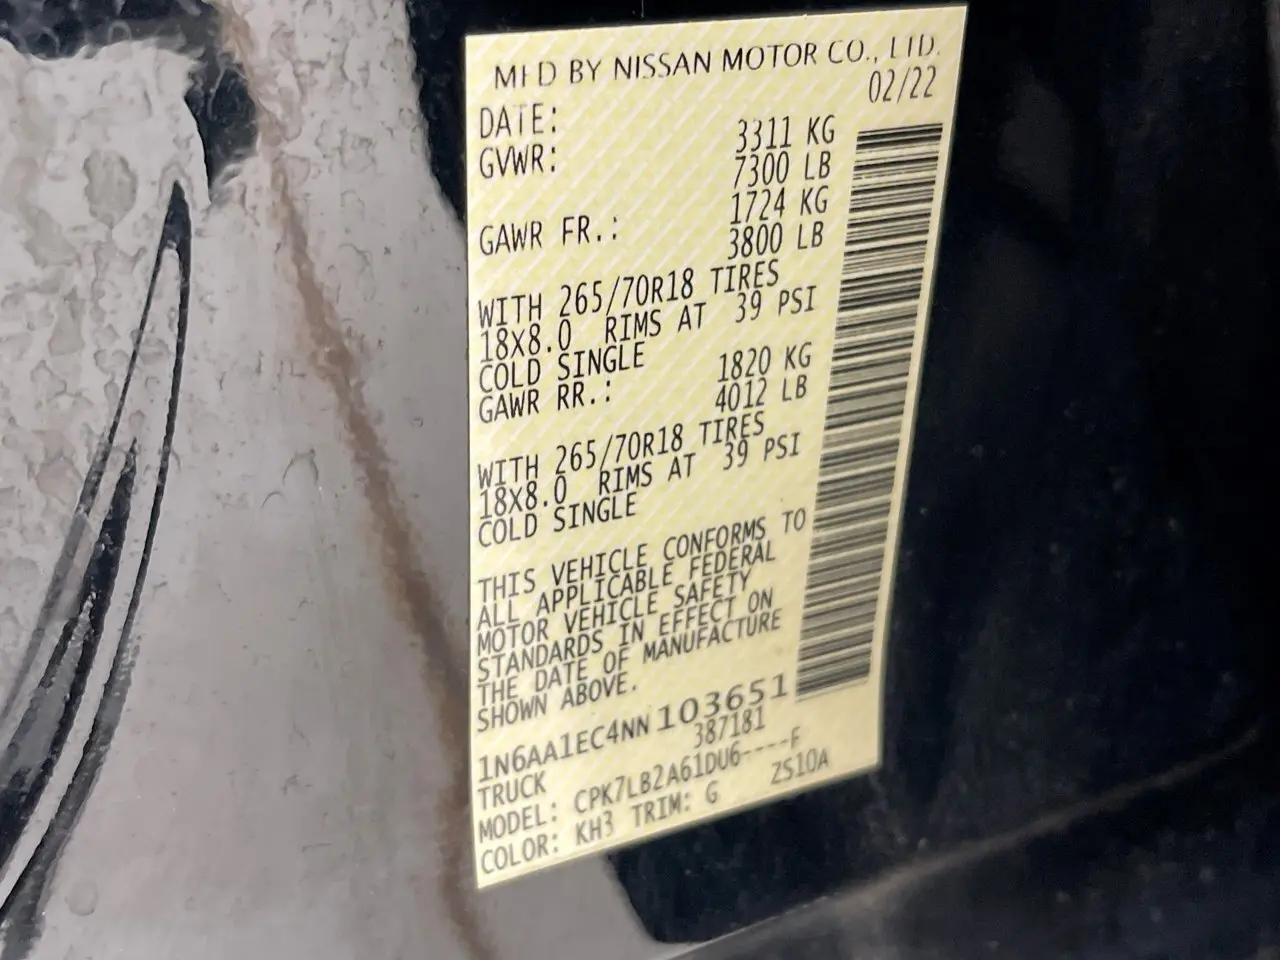 MFD BY NISSAN MOTOR CO., LTD.
DATE: 02/22
GVWR: 3311 KG
7300 LB
GAWR FR.: 1724 KG
3800 LB
WITH 265/70R18 TIRES
18X8.0 RIMS AT 39 PSI
COLD SINGLE
GAWR RR.: 1820 KG
4012 LB
WITH 265/70R18 TIRES
18X8.0 RIMS AT 39 PSI
COLD SINGLE
THIS VEHICLE CONFORMS TO
ALL APPLICABLE FEDERAL
MOTOR VEHICLE SAFETY
STANDARDS IN EFFECT ON
THE DATE OF MANUFACTURE
SHOWN ABOVE.
1N6AA1EC4NN103651
TRUCK 387181
MODEL: CPK7LB2A61DU6----F
COLOR: KH3 TRIM: G ZS10A